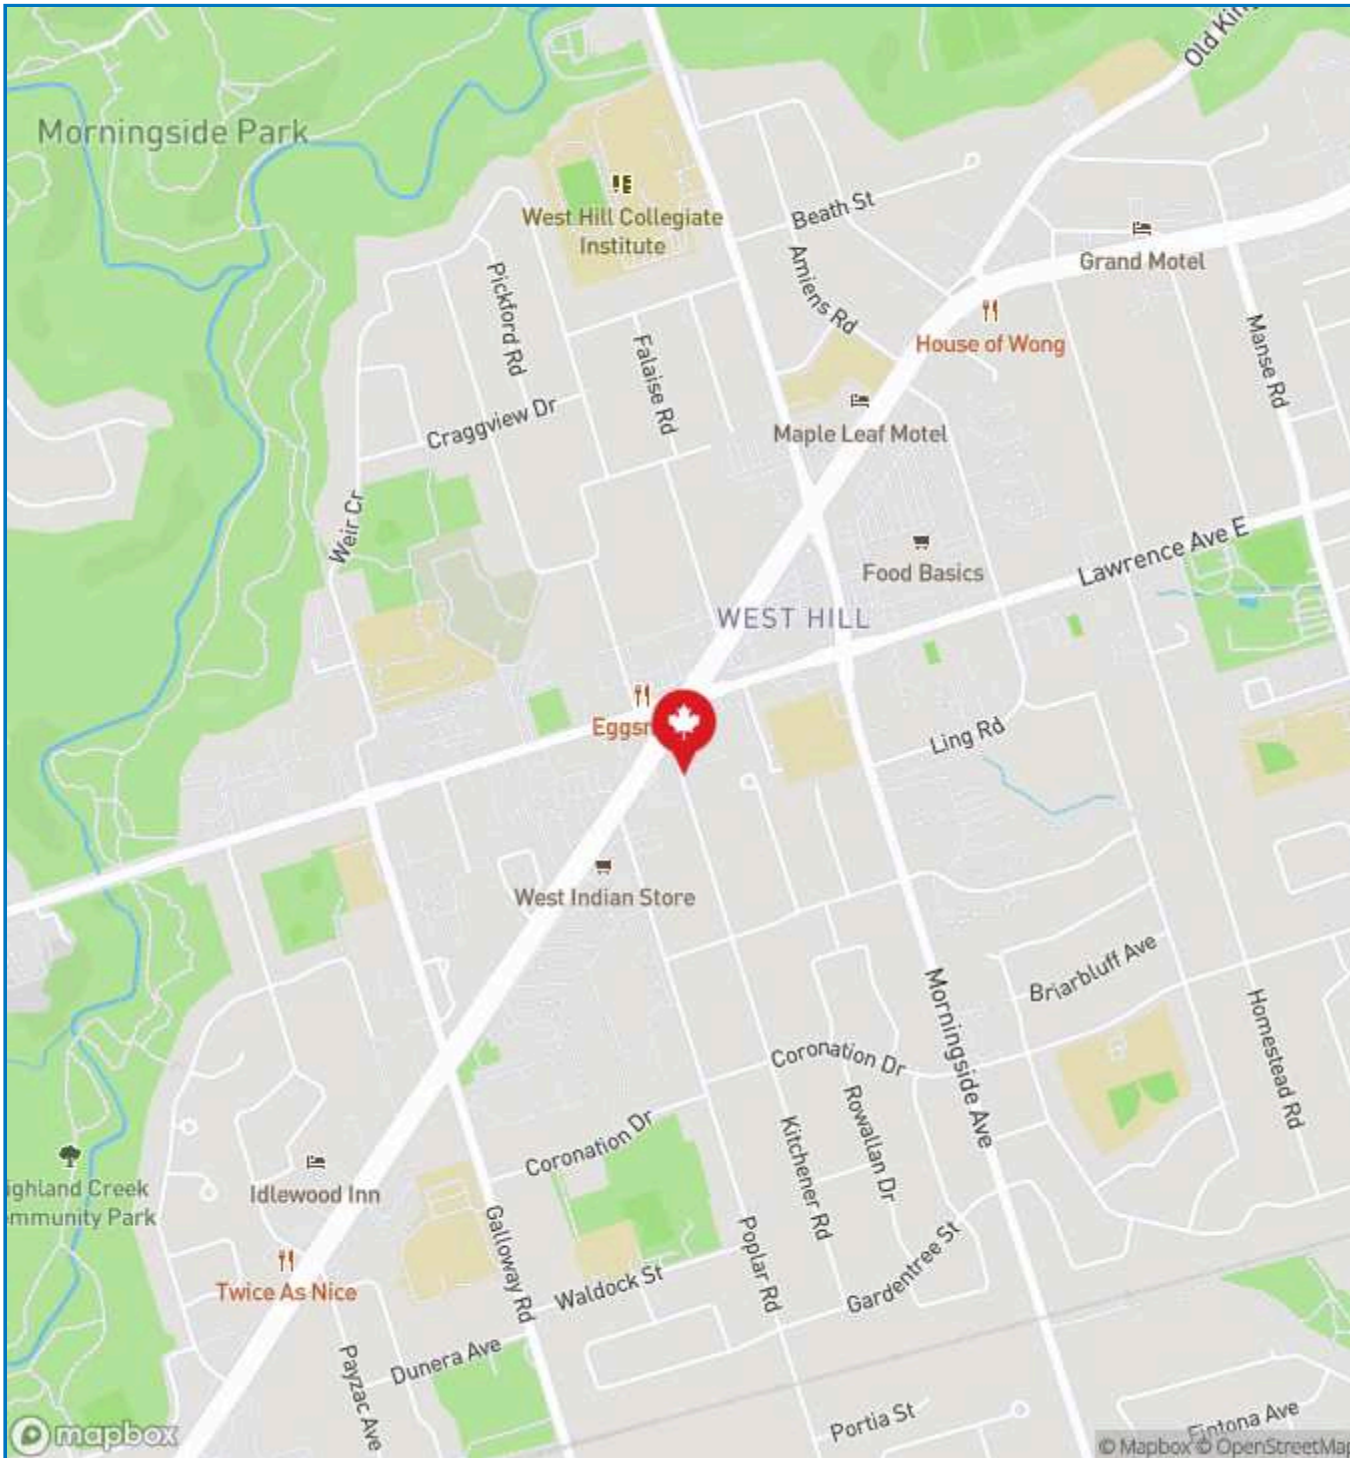 Old Kin
Morningside Park
West Hill Collegiate
Institute
Beath St
Amiens Rd
Grand Motel
Pickford Rd
Falaise Rd
House of Wong
Manse Rd
Craggview Dr
Maple Leaf Motel
Weir Cr
Food Basics
Lawrence Ave E
WEST HILL
Eggs
Ling Rd
West Indian Store
Briarbluff Ave
Morningside Ave
Homestead Rd
Coronation Dr
Rowallan Dr
Kitchener Rd
Coronation Dr
ighland Creek
mmunity Park
Idlewood Inn
Galloway Rd
Poplar Rd
Gardentree St
Twice As Nice
Waldock St
Dunera Ave
Payzac Ave
Portia St
Fintona Ave
mapbox
© Mapbox © OpenStreetMap